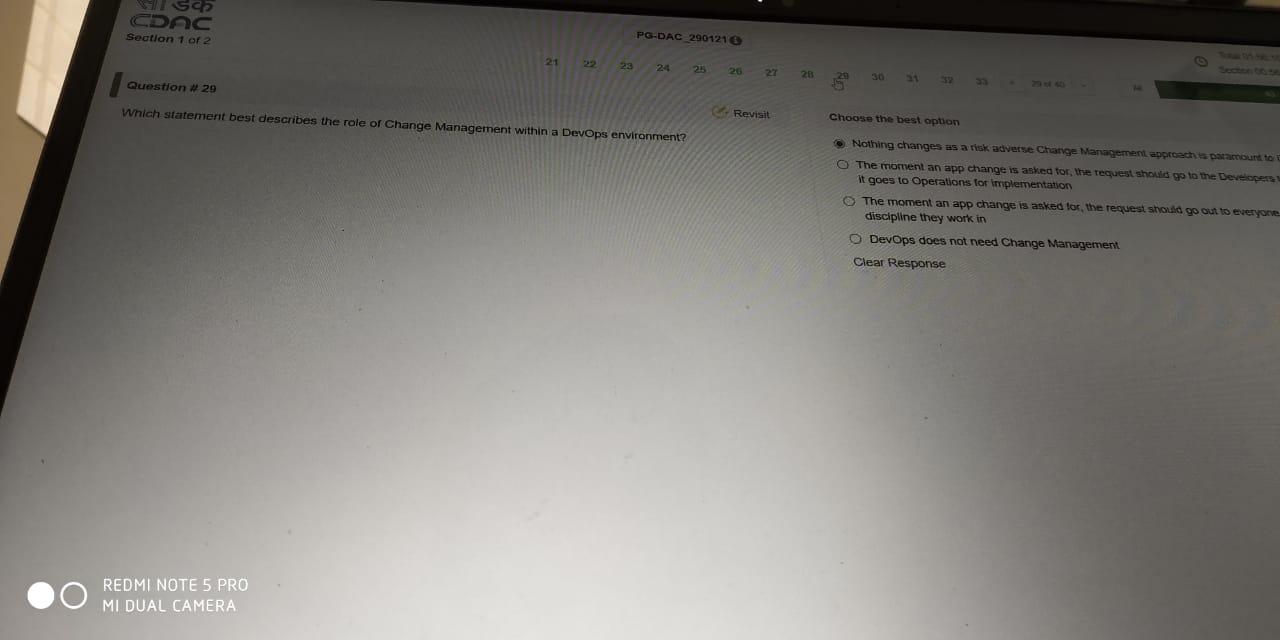 सी डैक
CDAC
Section 1 of 2
PG-DAC_290121
21 22 23 24 25 26 27 28 29 30 31 32 33 29 of 40 All
Question # 29
Revisit
Which statement best describes the role of Change Management within a DevOps environment?
Choose the best option
Nothing changes as a risk adverse Change Management approach is paramount to
The moment an app change is asked for, the request should go to the Developers
it goes to Operations for implementation
The moment an app change is asked for, the request should go out to everyone
discipline they work in
DevOps does not need Change Management
Clear Response
REDMI NOTE 5 PRO
MI DUAL CAMERA